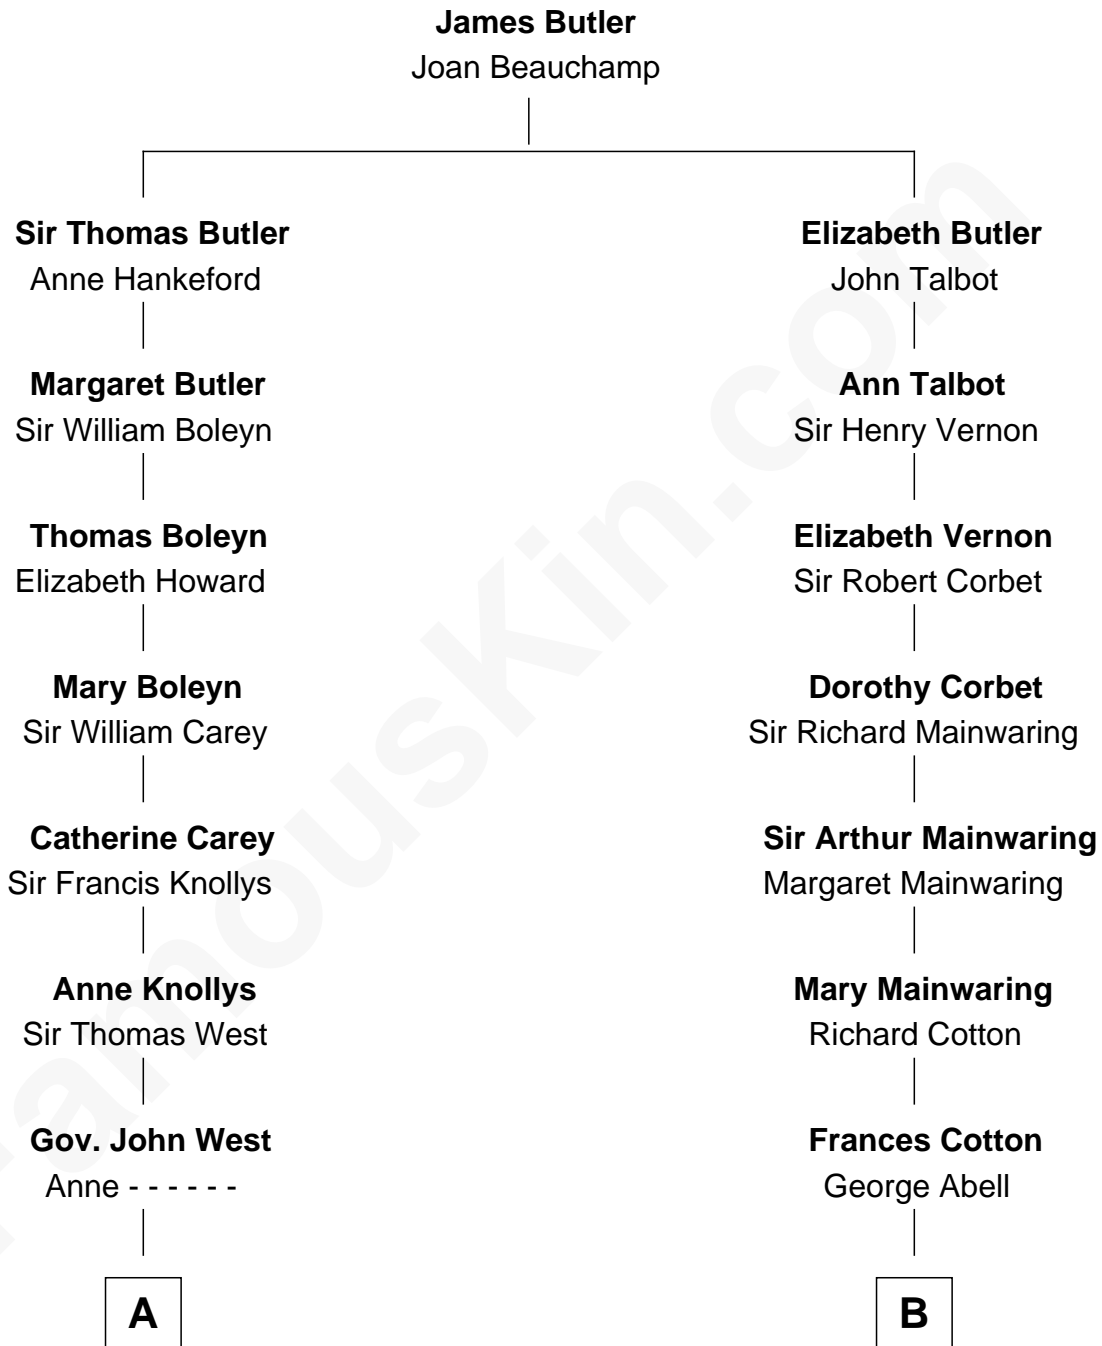 James Butler
Joan Beauchamp
Sir Thomas Butler
Anne Hankeford
Elizabeth Butler
John Talbot
Margaret Butler
Sir William Boleyn
Ann Talbot
Sir Henry Vernon
Thomas Boleyn
Elizabeth Howard
Elizabeth Vernon
Sir Robert Corbet
Mary Boleyn
Sir William Carey
Dorothy Corbet
Sir Richard Mainwaring
Catherine Carey
Sir Francis Knollys
Sir Arthur Mainwaring
Margaret Mainwaring
Anne Knollys
Sir Thomas West
Mary Mainwaring
Richard Cotton
Gov. John West
Anne - - - - - -
Frances Cotton
George Abell
A
B
FamousKin.com